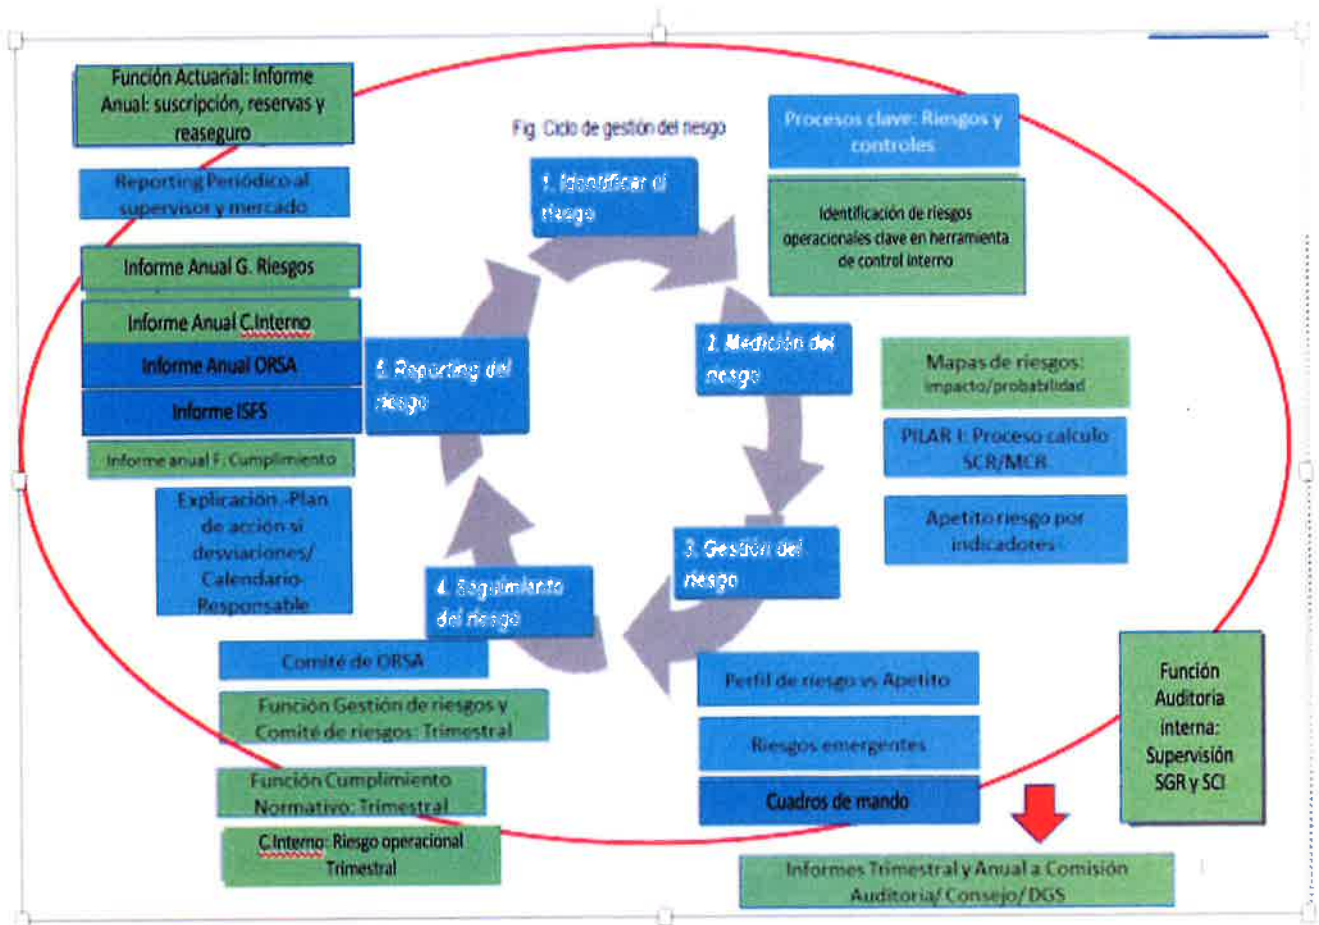 Función Actuarial: Informe
Anual: suscripción, reservas y
reaseguro
Reporting Periódico al
supervisor y mercado
Informe Anual G. Riesgos
Informe Anual C.Interno
Informe Anual ORSA
Informe ISFS
Informe anual F. Cumplimiento
Explicación.-Plan
de acción si
desviaciones/
Calendario-
Responsable
Fig. Ciclo de gestión del riesgo
1. Identificar el
riesgo
2. Medición del
riesgo
3. Gestión del
riesgo
4. Seguimiento
del riesgo
5. Reporting del
riesgo
Procesos clave: Riesgos y
controles
Identificación de riesgos
operacionales clave en herramienta
de control interno
Mapas de riesgos:
impacto/probabilidad
PILAR I: Proceso calculo
SCR/MCR
Apetito riesgo por
indicadores
Comité de ORSA
Función Gestión de riesgos y
Comité de riesgos: Trimestral
Función Cumplimiento
Normativo: Trimestral
C.Interno: Riesgo operacional
Trimestral
Perfil de riesgo vs Apetito
Riesgos emergentes
Cuadros de mando
Función
Auditoria
interna:
Supervisión
SGR y SCI
Informes Trimestral y Anual a Comisión
Auditoria/ Consejo/ DGS